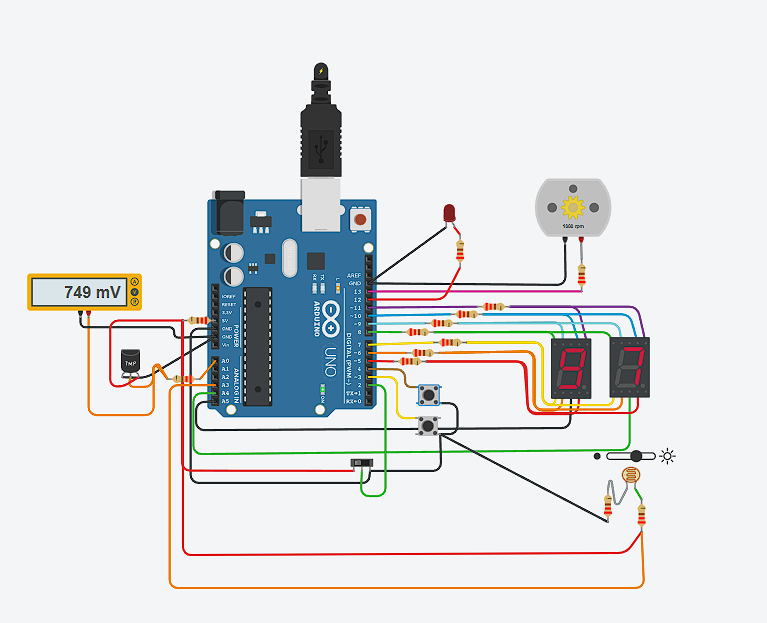 749 mV
A
V
R
TMP
IOREF
RESET
3.3V
5V
GND
GND
Vin
POWER
A0
A1
A2
A3
A4
A5
ANALOG IN
RX
TX
L
ARDUINO
UNO
ON
AREF
GND
13
12
~11
~10
~9
8
7
~6
~5
4
~3
2
TX→1
RX←0
DIGITAL (PWM~)
9
7